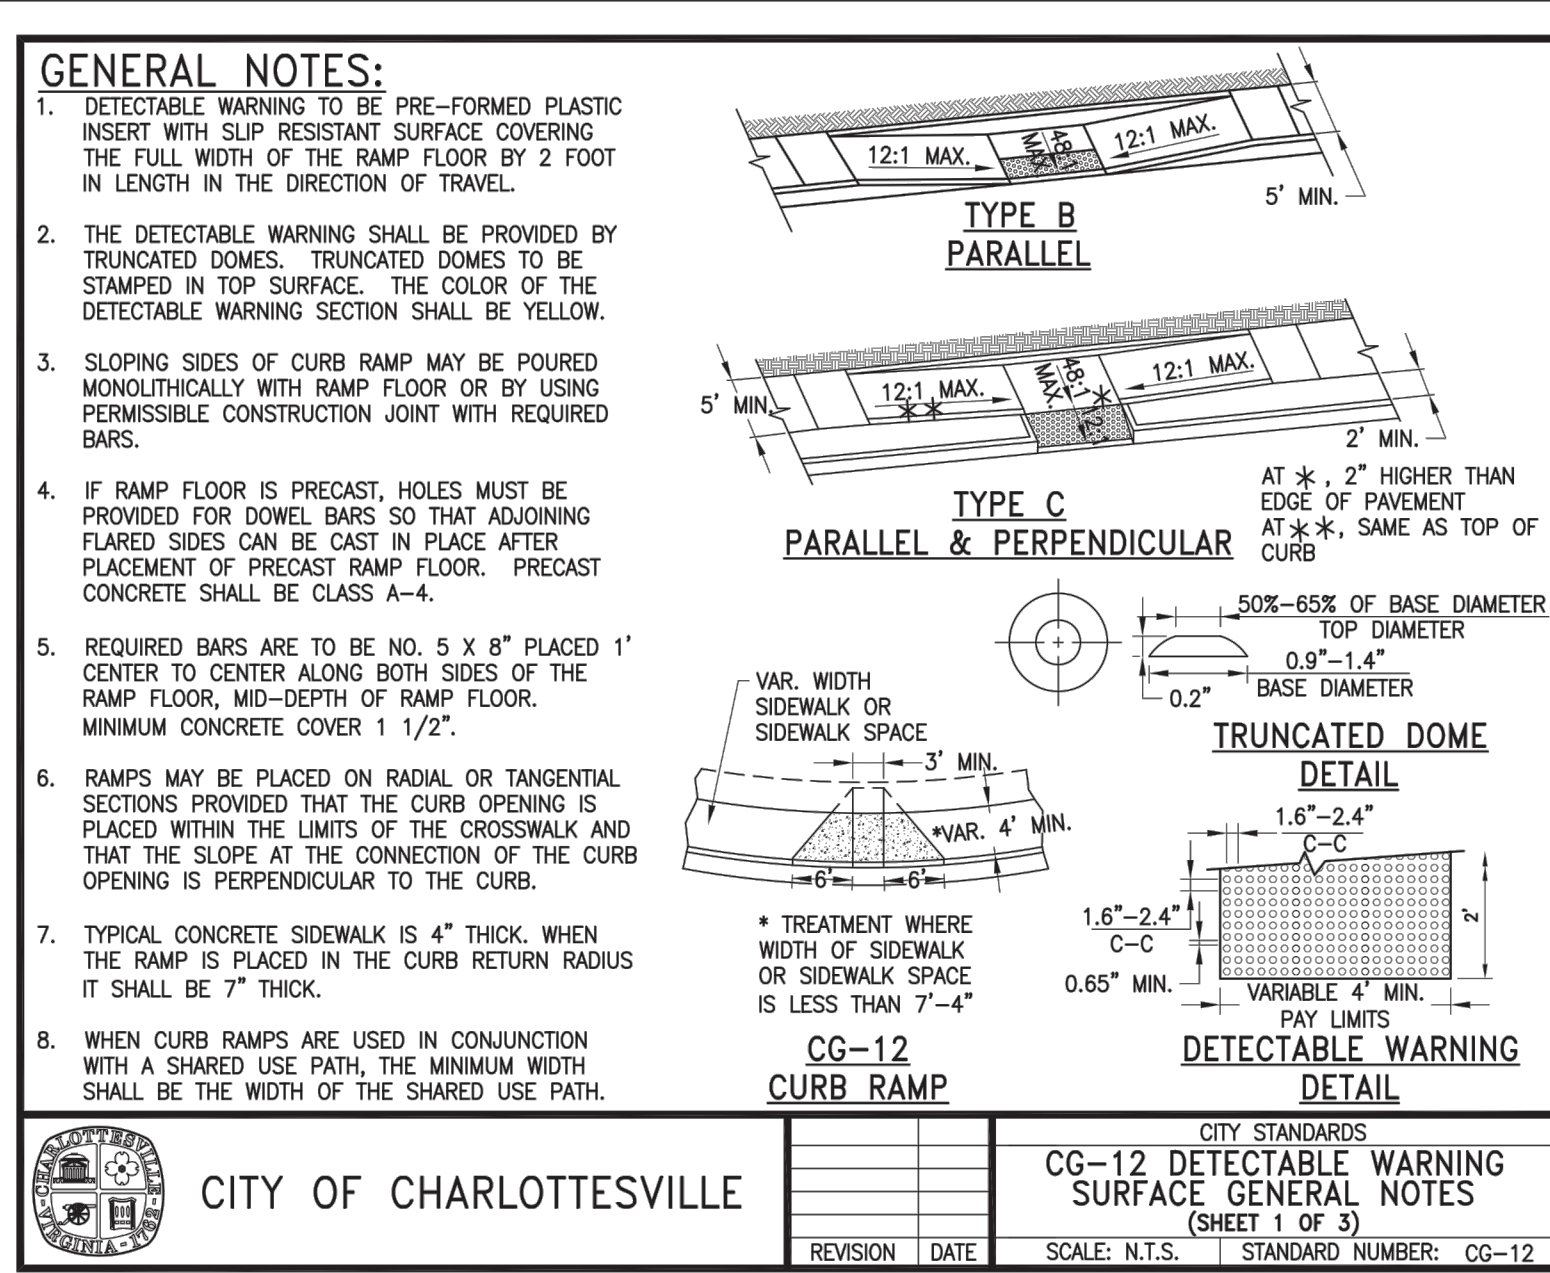 GENERAL NOTES:
1. DETECTABLE WARNING TO BE PRE-FORMED PLASTIC
INSERT WITH SLIP RESISTANT SURFACE COVERING
THE FULL WIDTH OF THE RAMP FLOOR BY 2 FOOT
IN LENGTH IN THE DIRECTION OF TRAVEL.
2. THE DETECTABLE WARNING SHALL BE PROVIDED BY
TRUNCATED DOMES. TRUNCATED DOMES TO BE
STAMPED IN TOP SURFACE. THE COLOR OF THE
DETECTABLE WARNING SECTION SHALL BE YELLOW.
3. SLOPING SIDES OF CURB RAMP MAY BE POURED
MONOLITHICALLY WITH RAMP FLOOR OR BY USING
PERMISSIBLE CONSTRUCTION JOINT WITH REQUIRED
BARS.
4. IF RAMP FLOOR IS PRECAST, HOLES MUST BE
PROVIDED FOR DOWEL BARS SO THAT ADJOINING
FLARED SIDES CAN BE CAST IN PLACE AFTER
PLACEMENT OF PRECAST RAMP FLOOR. PRECAST
CONCRETE SHALL BE CLASS A-4.
5. REQUIRED BARS ARE TO BE NO. 5 X 8" PLACED 1'
CENTER TO CENTER ALONG BOTH SIDES OF THE
RAMP FLOOR, MID-DEPTH OF RAMP FLOOR.
MINIMUM CONCRETE COVER 1 1/2".
6. RAMPS MAY BE PLACED ON RADIAL OR TANGENTIAL
SECTIONS PROVIDED THAT THE CURB OPENING IS
PLACED WITHIN THE LIMITS OF THE CROSSWALK AND
THAT THE SLOPE AT THE CONNECTION OF THE CURB
OPENING IS PERPENDICULAR TO THE CURB.
7. TYPICAL CONCRETE SIDEWALK IS 4" THICK. WHEN
THE RAMP IS PLACED IN THE CURB RETURN RADIUS
IT SHALL BE 7" THICK.
8. WHEN CURB RAMPS ARE USED IN CONJUNCTION
WITH A SHARED USE PATH, THE MINIMUM WIDTH
SHALL BE THE WIDTH OF THE SHARED USE PATH.
12:1 MAX.
48:1
MAX.
12:1 MAX.
5' MIN.
TYPE B
PARALLEL
5' MIN.
12:1 MAX.
**
48:1
MAX.
*
12:1
12:1 MAX.
2' MIN.
TYPE C
PARALLEL & PERPENDICULAR
AT *, 2" HIGHER THAN
EDGE OF PAVEMENT
AT **, SAME AS TOP OF
CURB
50%-65% OF BASE DIAMETER
TOP DIAMETER
0.9"-1.4"
BASE DIAMETER
0.2"
TRUNCATED DOME
DETAIL
VAR. WIDTH
SIDEWALK OR
SIDEWALK SPACE
3' MIN.
*VAR. 4' MIN.
6'
6'
* TREATMENT WHERE
WIDTH OF SIDEWALK
OR SIDEWALK SPACE
IS LESS THAN 7'-4"
CG-12
CURB RAMP
1.6"-2.4"
C-C
1.6"-2.4"
C-C
0.65" MIN.
2'
VARIABLE 4' MIN.
PAY LIMITS
DETECTABLE WARNING
DETAIL
CHARLOTTESVILLE
VIRGINIA - 1762
CITY OF CHARLOTTESVILLE
REVISION DATE
CITY STANDARDS
CG-12 DETECTABLE WARNING
SURFACE GENERAL NOTES
(SHEET 1 OF 3)
SCALE: N.T.S. STANDARD NUMBER: CG-12